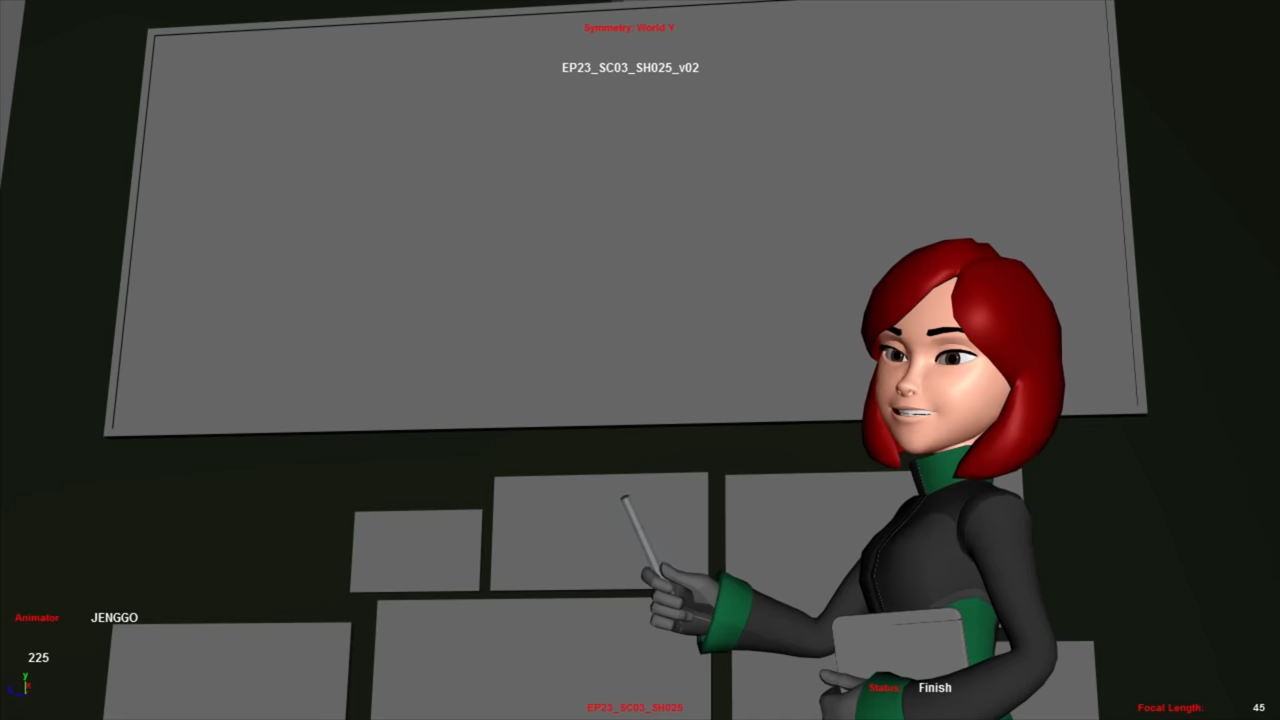 Symmetry: World Y
EP23_SC03_SH025_v02
Animator JENGGO
225
y
x
Status: Finish
EP23_SC03_SH025
Focal Length: 45